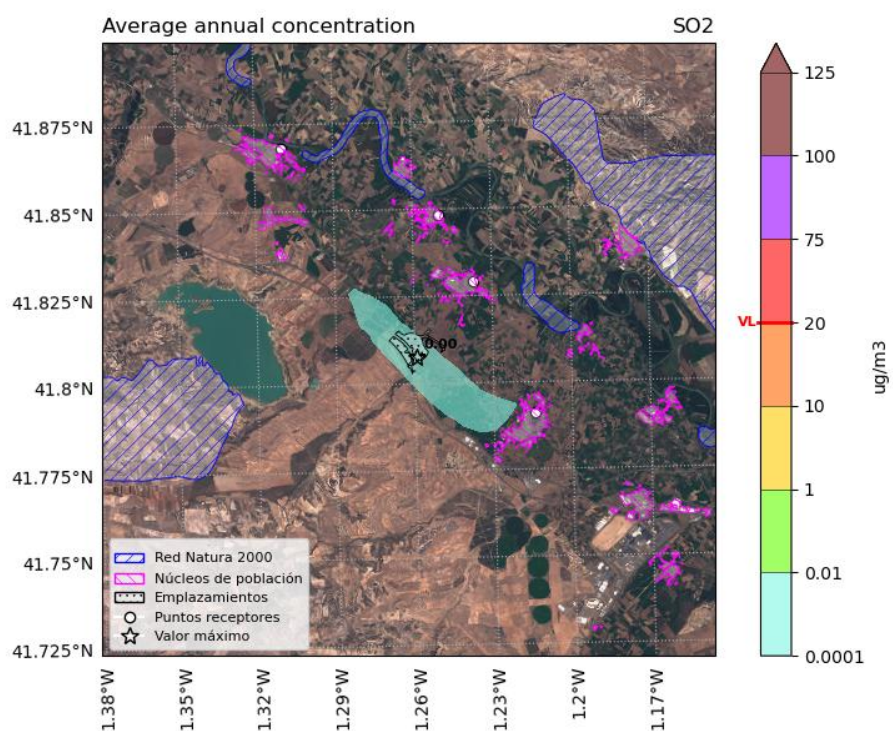 Average annual concentration SO2
41.875°N
41.85°N
41.825°N
41.8°N
41.775°N
41.75°N
41.725°N
1.38°W
1.35°W
1.32°W
1.29°W
1.26°W
1.23°W
1.2°W
1.17°W
0.00
Red Natura 2000
Núcleos de población
Emplazamientos
Puntos receptores
Valor máximo
125
100
75
VL
20
10
1
0.01
0.0001
ug/m3